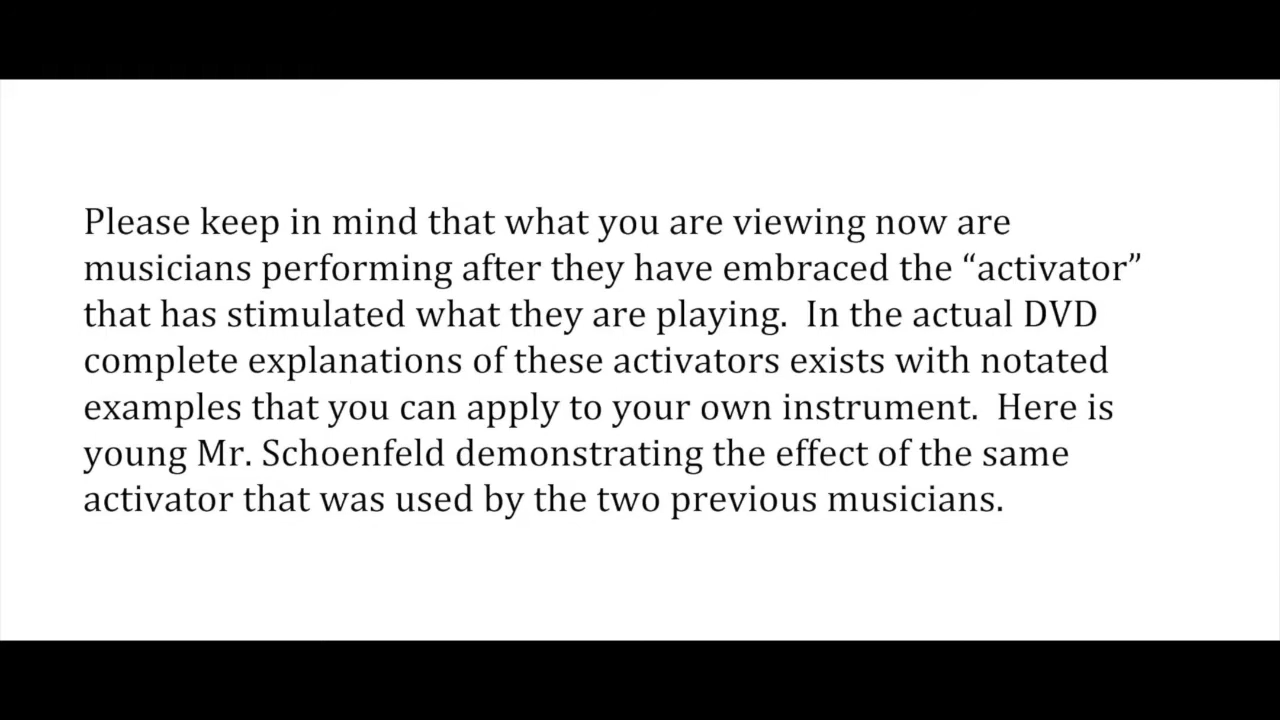 Please keep in mind that what you are viewing now are
musicians performing after they have embraced the “activator”
that has stimulated what they are playing.  In the actual DVD
complete explanations of these activators exists with notated
examples that you can apply to your own instrument.  Here is
young Mr. Schoenfeld demonstrating the effect of the same
activator that was used by the two previous musicians.